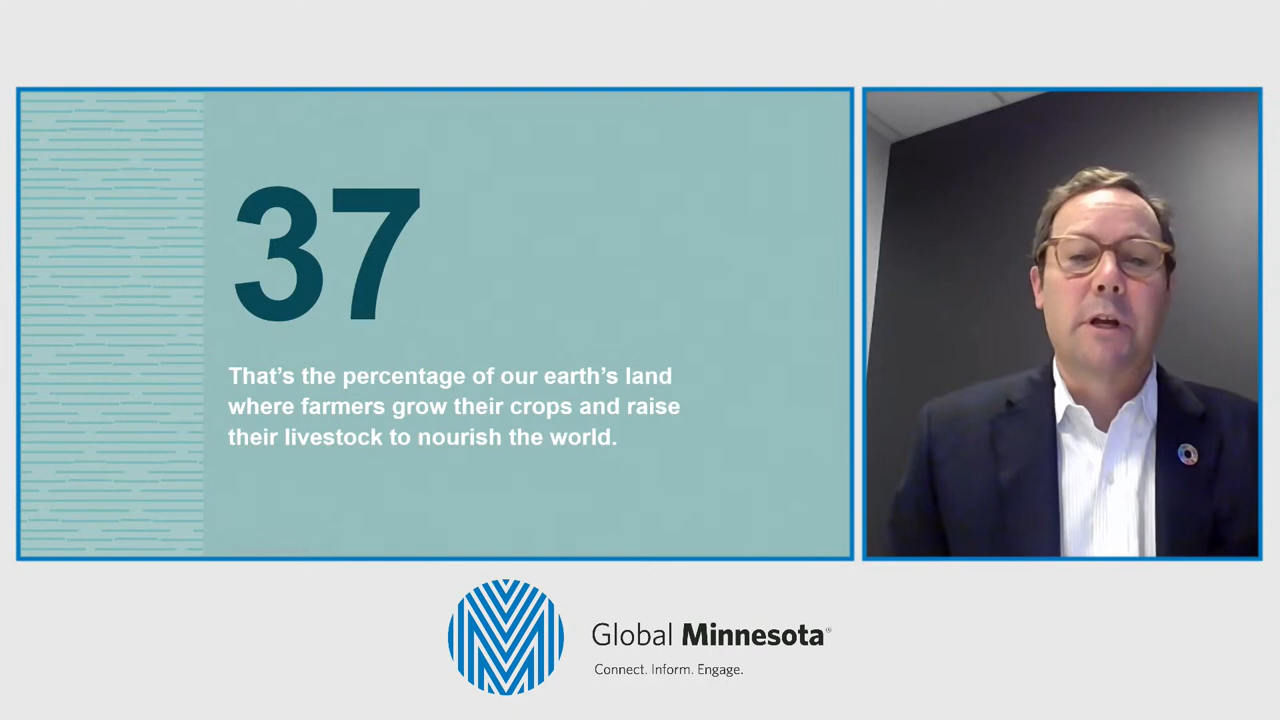 37
That's the percentage of our earth's land
where farmers grow their crops and raise
their livestock to nourish the world.
Global Minnesota®
Connect. Inform. Engage.